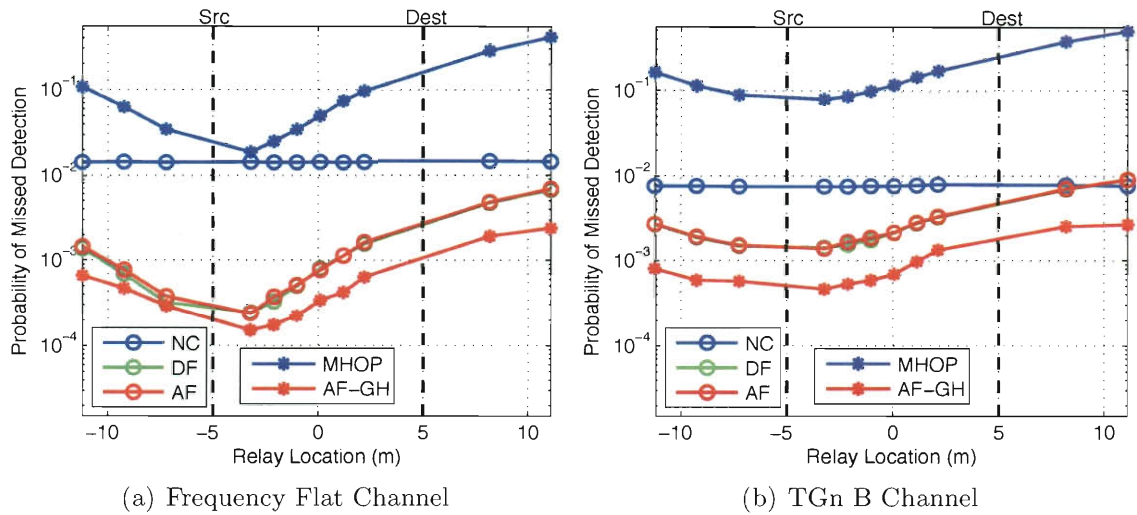 Src Dest
Probability of Missed Detection
10^-1
10^-2
10^-3
10^-4
NC
DF
AF
MHOP
AF-GH
-10 -5 0 5 10
Relay Location (m)
(a) Frequency Flat Channel
Src Dest
Probability of Missed Detection
10^-1
10^-2
10^-3
10^-4
NC
DF
AF
MHOP
AF-GH
-10 -5 0 5 10
Relay Location (m)
(b) TGn B Channel